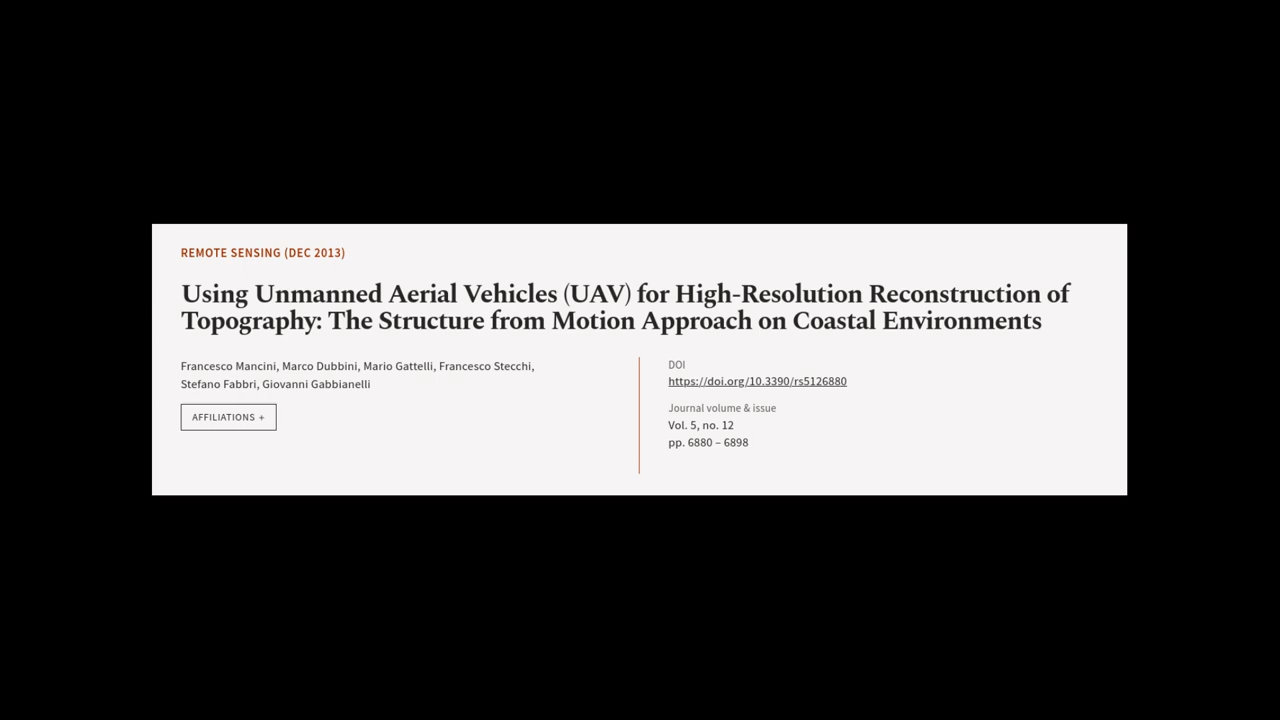 REMOTE SENSING (DEC 2013)
Using Unmanned Aerial Vehicles (UAV) for High-Resolution Reconstruction of
Topography: The Structure from Motion Approach on Coastal Environments
Francesco Mancini, Marco Dubbini, Mario Gattelli, Francesco Stecchi,
Stefano Fabbri, Giovanni Gabbianelli
AFFILIATIONS +
DOI
https://doi.org/10.3390/rs5126880
Journal volume & issue
Vol. 5, no. 12
pp. 6880 – 6898